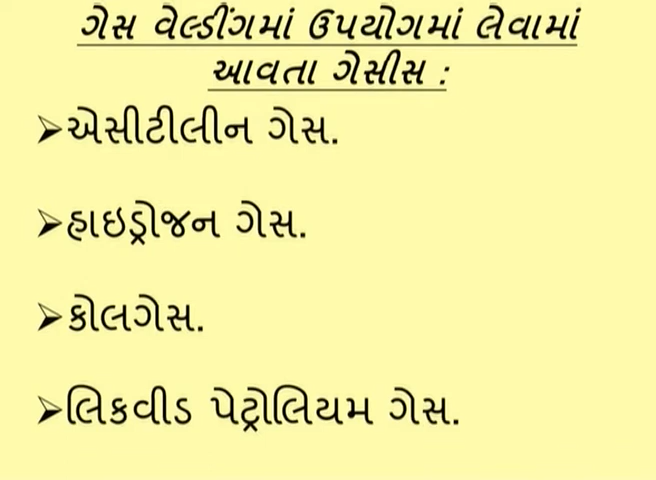 ગેસ વેલ્ડીંગમાં ઉપયોગમાં લેવામાં
આવતા ગેસીસ :
➢એસીટીલીન ગેસ.
➢હાઇડ્રોજન ગેસ.
➢કોલગેસ.
➢લિકવીડ પેટ્રોલિયમ ગેસ.